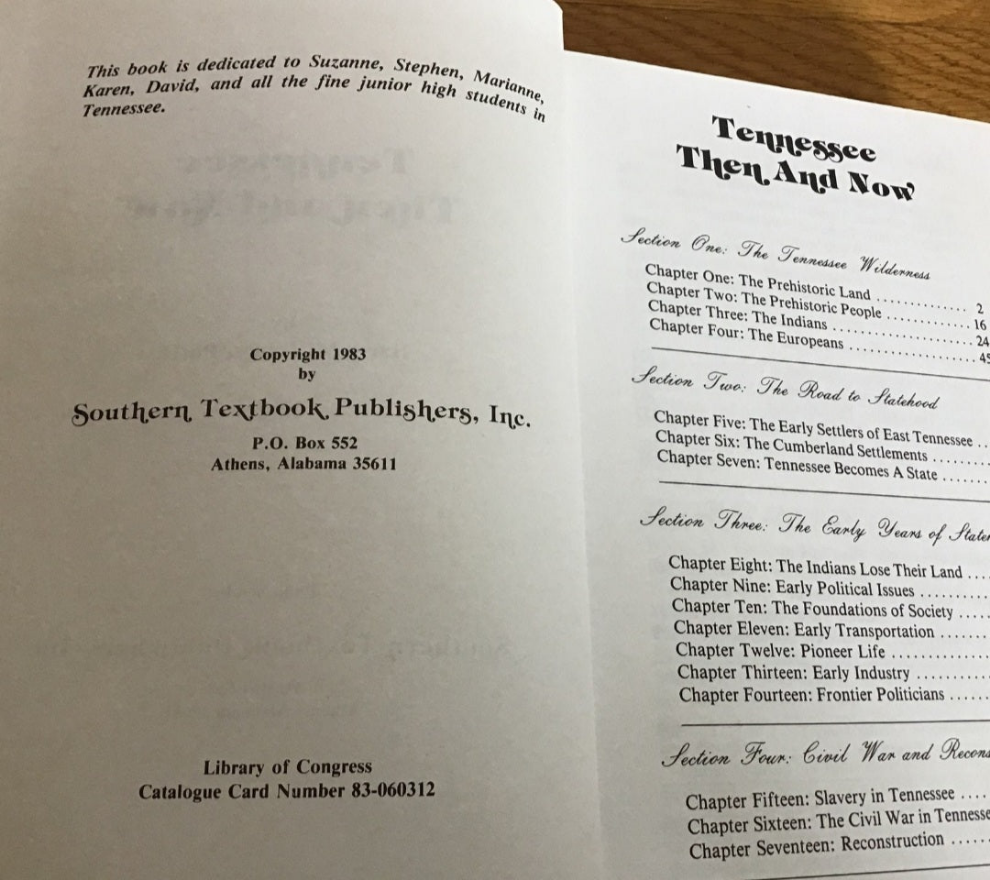 This book is dedicated to Suzanne, Stephen, Marianne,
Karen, David, and all the fine junior high students in
Tennessee.
Copyright 1983
by
Southern Textbook Publishers, Inc.
P.O. Box 552
Athens, Alabama 35611
Library of Congress
Catalogue Card Number 83-060312
Tennessee
Then And Now
Section One: The Tennessee Wilderness
Chapter One: The Prehistoric Land .............. 2
Chapter Two: The Prehistoric People ............ 16
Chapter Three: The Indians .................... 24
Chapter Four: The Europeans ................... 45
Section Two: The Road to Statehood
Chapter Five: The Early Settlers of East Tennessee ..
Chapter Six: The Cumberland Settlements ........
Chapter Seven: Tennessee Becomes A State .......
Section Three: The Early Years of
Chapter Eight: The Indians Lose Their Land ....
Chapter Nine: Early Political Issues ..........
Chapter Ten: The Foundations of Society .....
Chapter Eleven: Early Transportation .......
Chapter Twelve: Pioneer Life ..............
Chapter Thirteen: Early Industry ...........
Chapter Fourteen: Frontier Politicians ......
Section Four: Civil War and
Chapter Fifteen: Slavery in Tennessee ....
Chapter Sixteen: The Civil War in Tennesse
Chapter Seventeen: Reconstruction ......